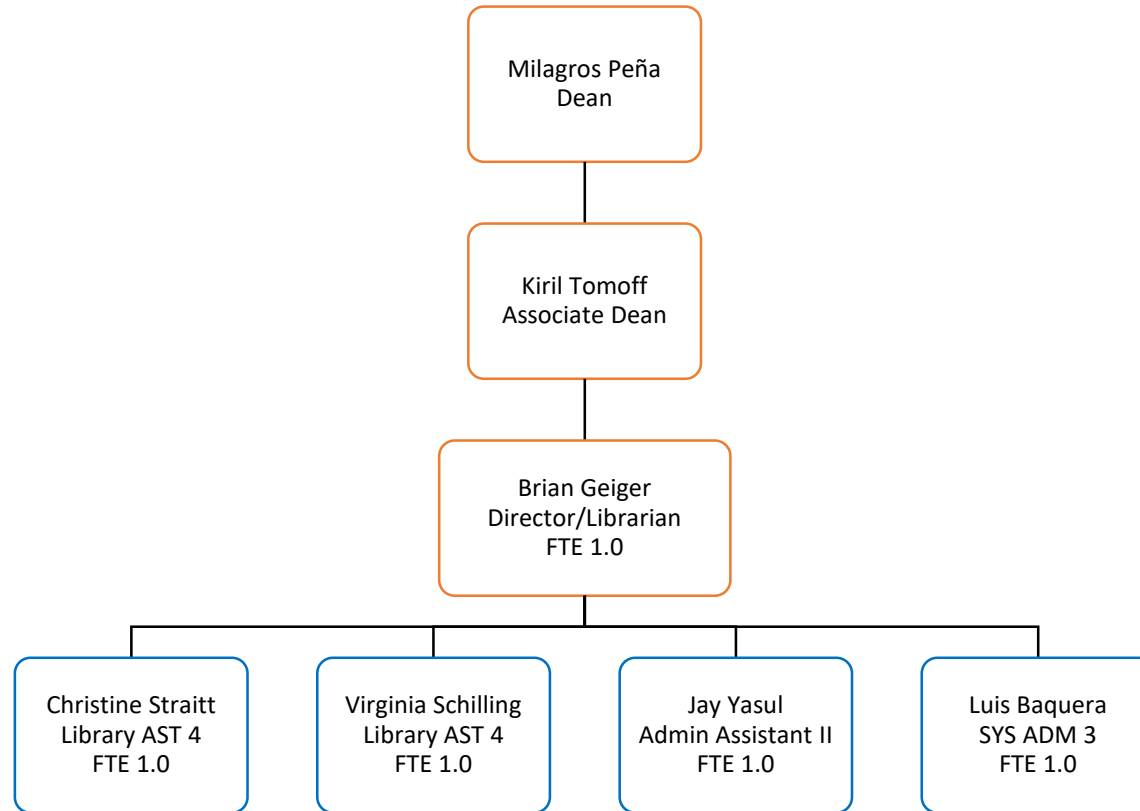 Milagros Peña
Dean
Kiril Tomoff
Associate Dean
Brian Geiger
Director/Librarian
FTE 1.0
Christine Straitt
Library AST 4
FTE 1.0
Virginia Schilling
Library AST 4
FTE 1.0
Jay Yasul
Admin Assistant II
FTE 1.0
Luis Baquera
SYS ADM 3
FTE 1.0